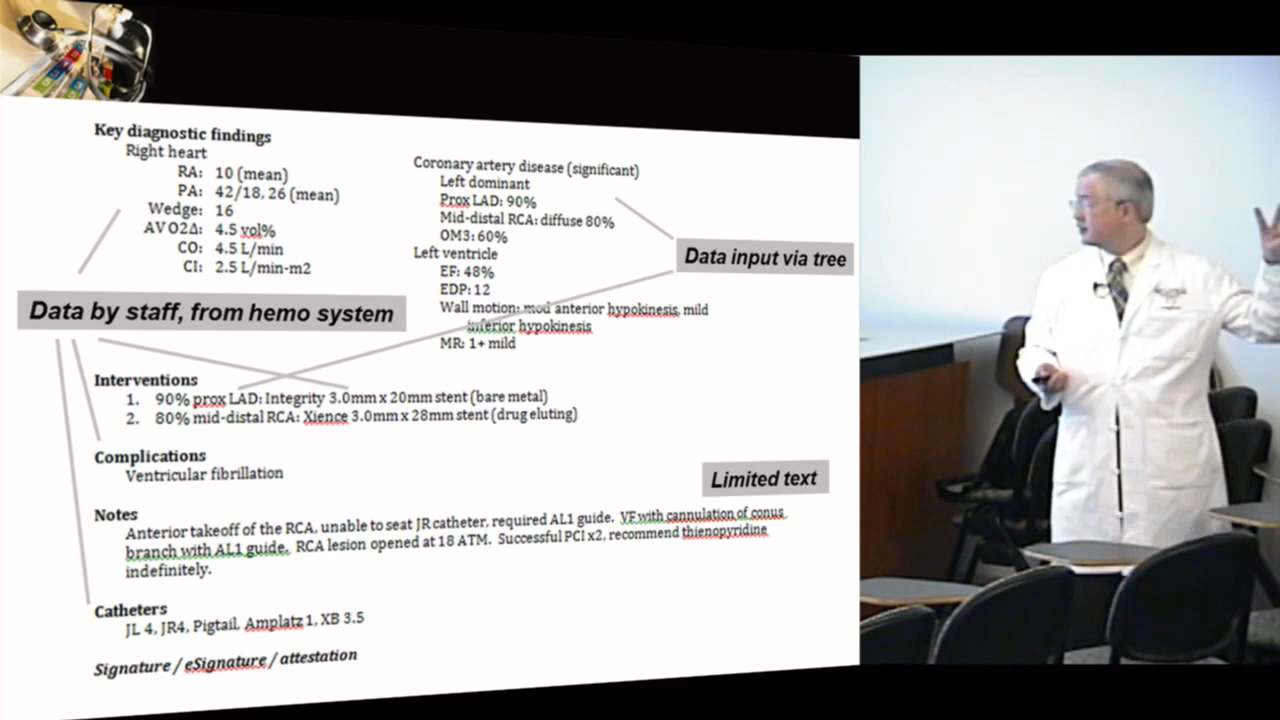 Key diagnostic findings
Right heart
RA: 10 (mean)
PA: 42/18, 26 (mean)
Wedge: 16
AV O2Δ: 4.5 vol%
CO: 4.5 L/min
CI: 2.5 L/min-m2
Coronary artery disease (significant)
Left dominant
Prox LAD: 90%
Mid-distal RCA: diffuse 80%
OM3: 60%
Left ventricle
EF: 48%
EDP: 12
Wall motion: mod anterior hypokinesis, mild
inferior hypokinesis
MR: 1+ mild
Data input via tree
Data by staff, from hemo system
Interventions
1. 90% prox LAD: Integrity 3.0mm x 20mm stent (bare metal)
2. 80% mid-distal RCA: Xience 3.0mm x 28mm stent (drug eluting)
Complications
Ventricular fibrillation
Limited text
Notes
Anterior takeoff of the RCA, unable to seat JR catheter, required AL1 guide. VF with cannulation of conus
branch with AL1 guide. RCA lesion opened at 18 ATM. Successful PCI x2, recommend thienopyridine
indefinitely.
Catheters
JL 4, JR4, Pigtail, Amplatz 1, XB 3.5
Signature / eSignature / attestation